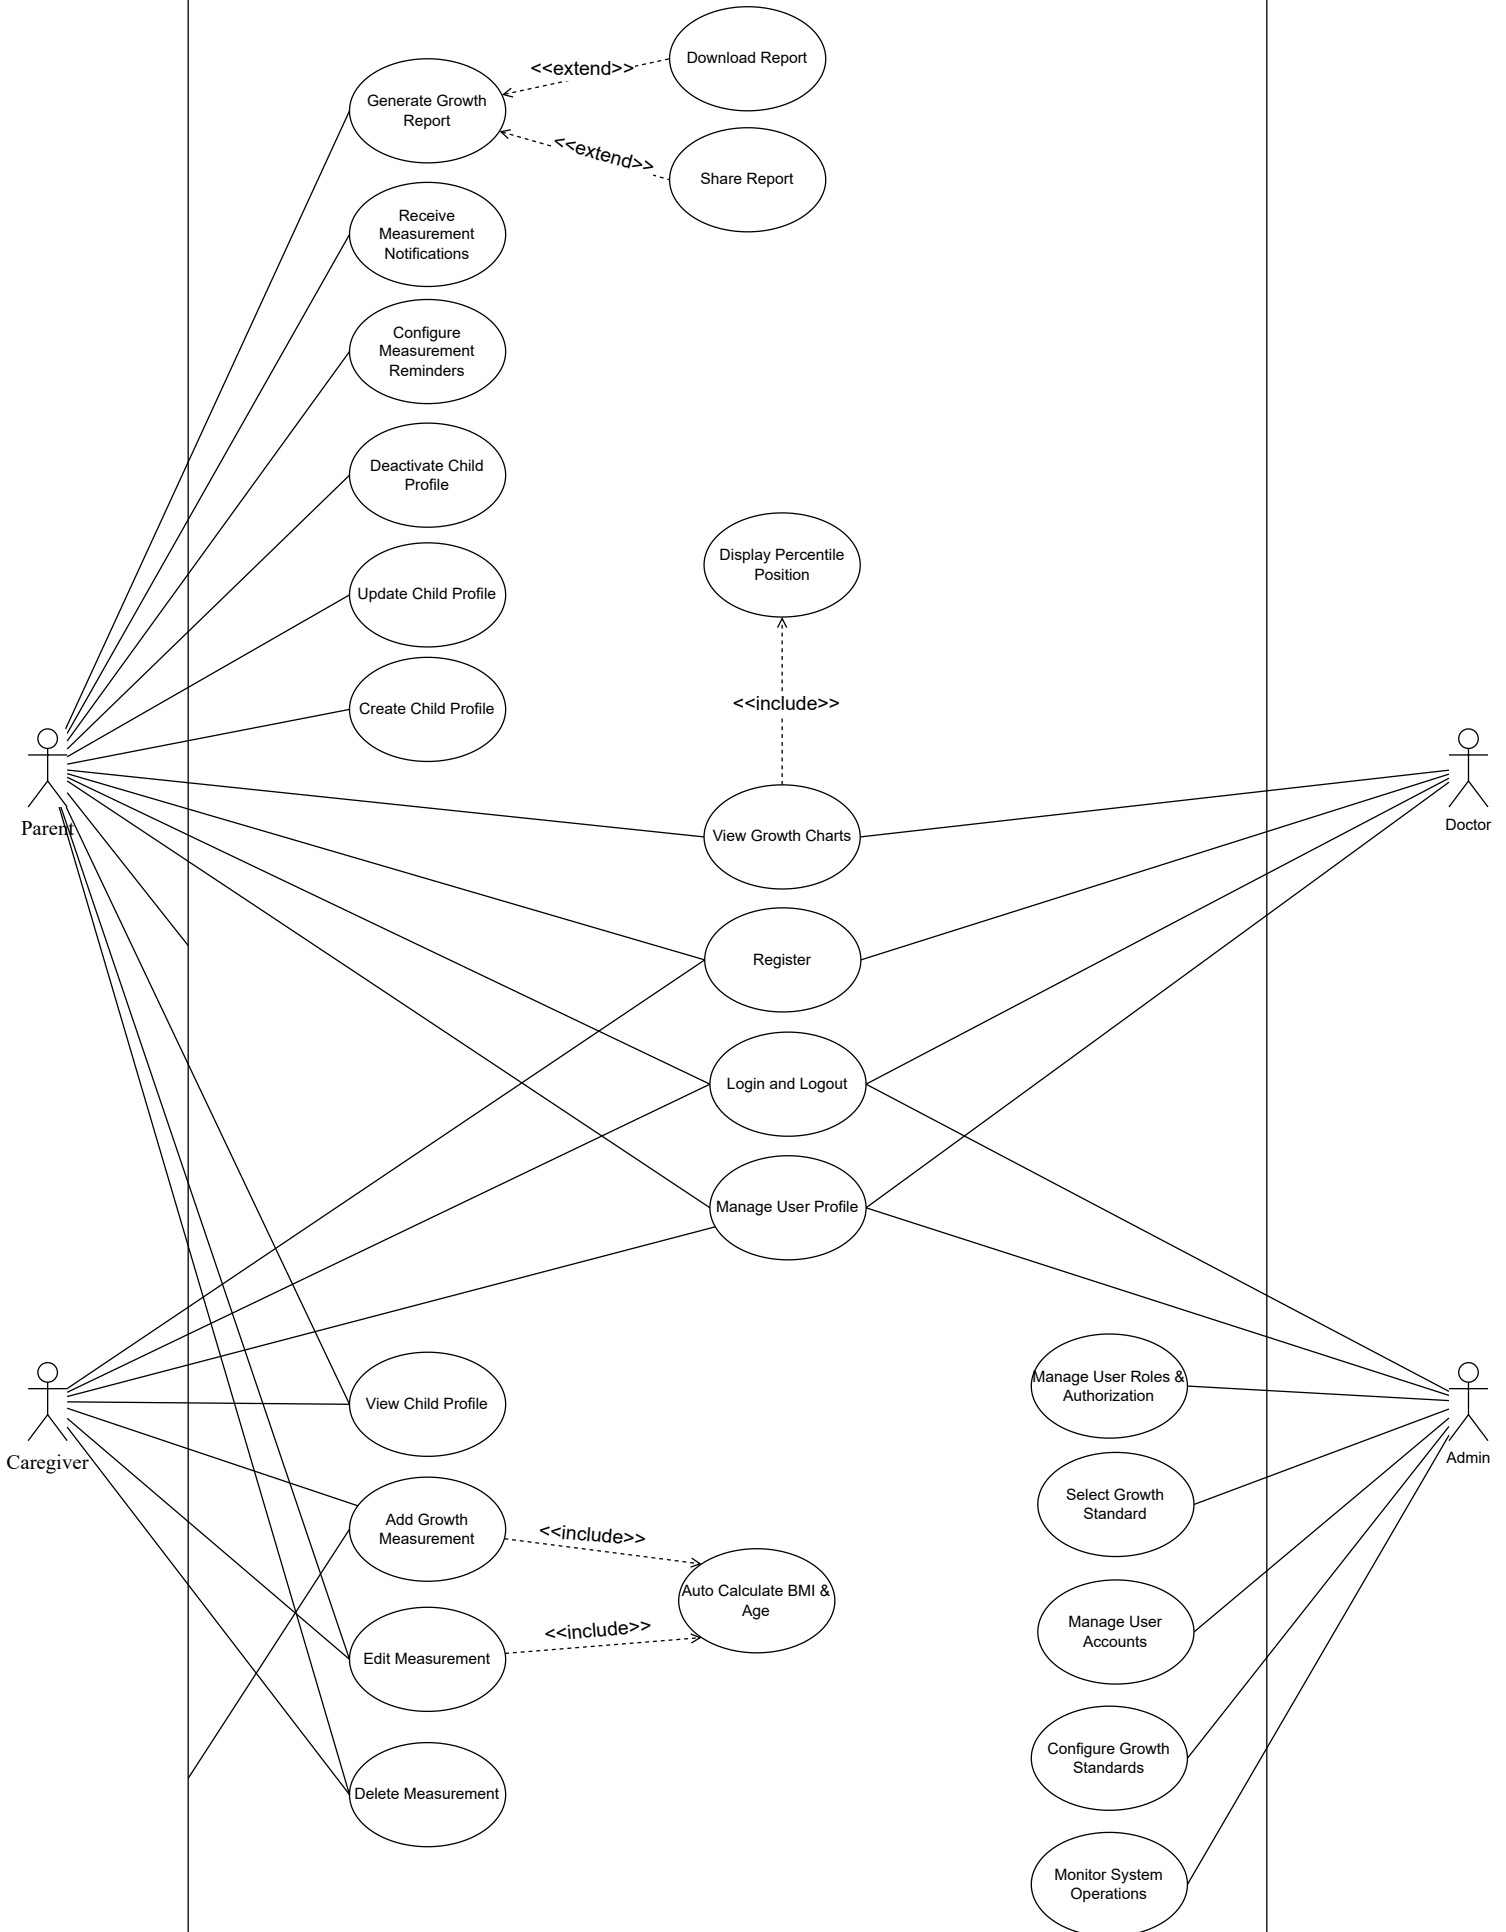 Download Report
<<extend>>
Generate Growth
Report
<<extend>>
Share Report
Receive
Measurement
Notifications
Configure
Measurement
Reminders
Deactivate Child
Profile
Display Percentile
Position
Update Child Profile
<<include>>
Create Child Profile
Parent
Doctor
View Growth Charts
Register
Login and Logout
Manage User Profile
Manage User Roles &
Authorization
View Child Profile
Caregiver
Admin
Select Growth
Standard
Add Growth
Measurement
<<include>>
Auto Calculate BMI &
Age
<<include>>
Manage User
Accounts
Edit Measurement
Configure Growth
Standards
Delete Measurement
Monitor System
Operations